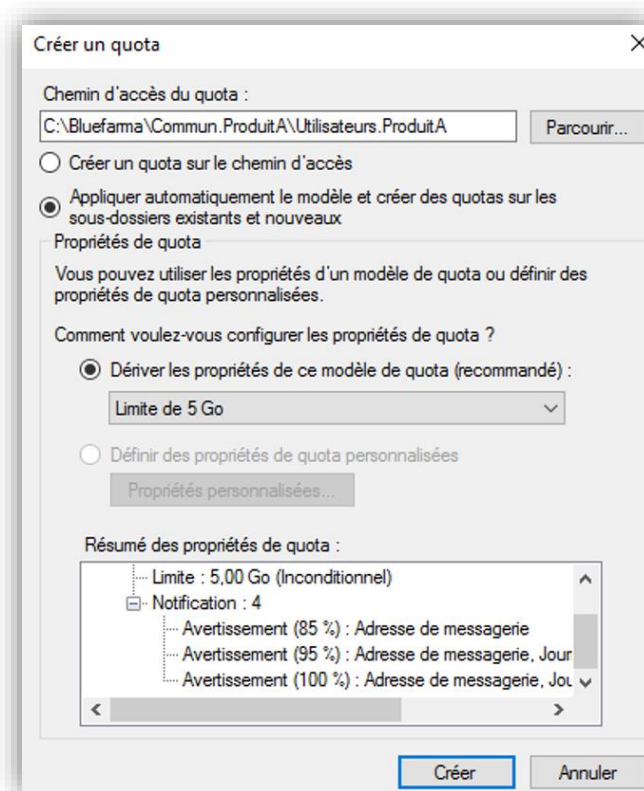 Créer un quota
Chemin d'accès du quota :
C:\Bluefarma\Commun.ProduitA\Utilisateurs.ProduitA
Parcourir...
Créer un quota sur le chemin d'accès
Appliquer automatiquement le modèle et créer des quotas sur les
sous-dossiers existants et nouveaux
Propriétés de quota
Vous pouvez utiliser les propriétés d'un modèle de quota ou définir des
propriétés de quota personnalisées.
Comment voulez-vous configurer les propriétés de quota ?
Dériver les propriétés de ce modèle de quota (recommandé) :
Limite de 5 Go
Définir des propriétés de quota personnalisées
Propriétés personnalisées...
Résumé des propriétés de quota :
Limite : 5,00 Go (Inconditionnel)
Notification : 4
Avertissement (85 %) : Adresse de messagerie
Avertissement (95 %) : Adresse de messagerie, Jour
Avertissement (100 %) : Adresse de messagerie, Jou
Créer
Annuler